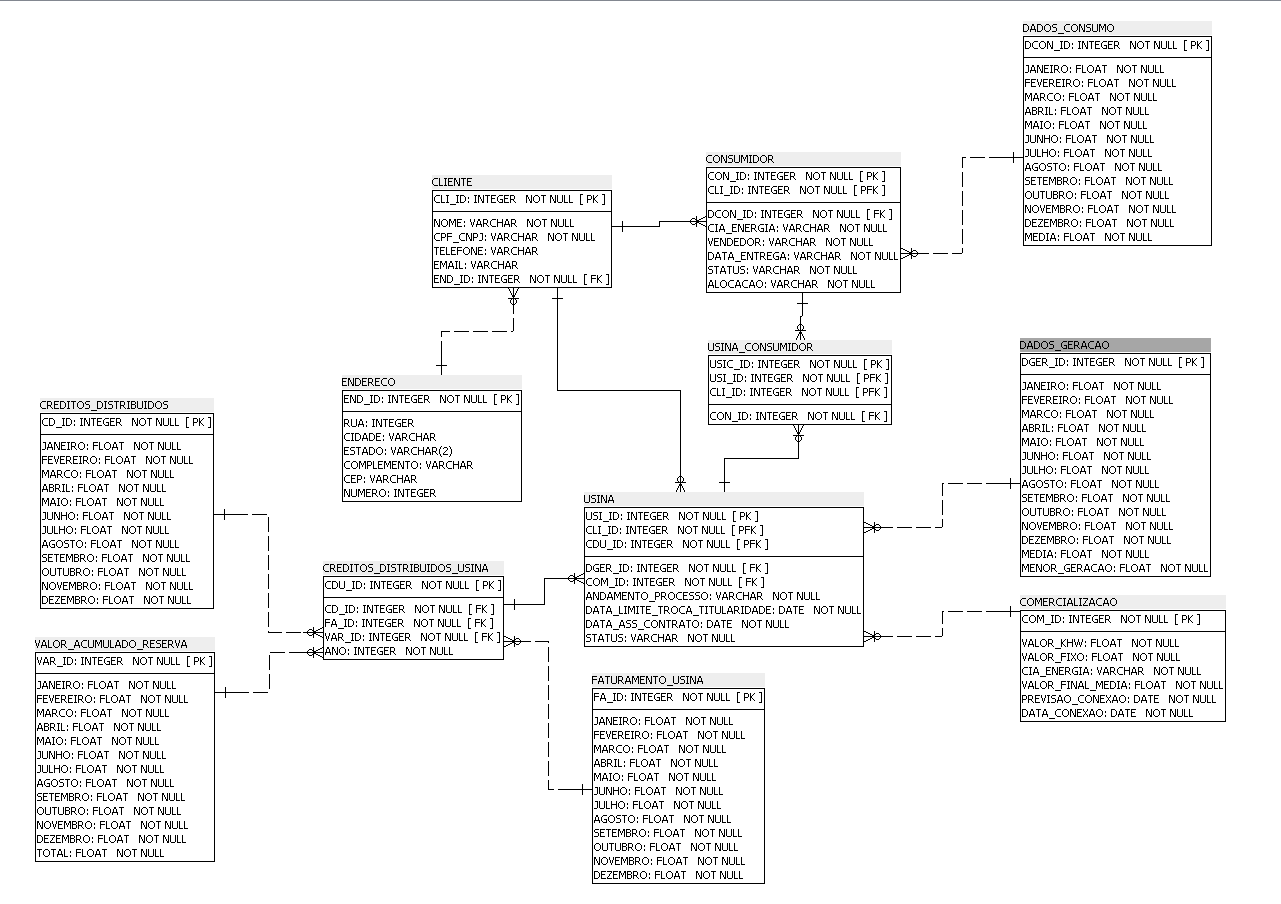 DADOS_CONSUMO
DCON_ID: INTEGER NOT NULL [ PK ]
JANEIRO: FLOAT NOT NULL
FEVEREIRO: FLOAT NOT NULL
MARCO: FLOAT NOT NULL
ABRIL: FLOAT NOT NULL
MAIO: FLOAT NOT NULL
JUNHO: FLOAT NOT NULL
JULHO: FLOAT NOT NULL
AGOSTO: FLOAT NOT NULL
SETEMBRO: FLOAT NOT NULL
OUTUBRO: FLOAT NOT NULL
NOVEMBRO: FLOAT NOT NULL
DEZEMBRO: FLOAT NOT NULL
MEDIA: FLOAT NOT NULL
CONSUMIDOR
CON_ID: INTEGER NOT NULL [ PK ]
CLI_ID: INTEGER NOT NULL [ PFK ]
DCON_ID: INTEGER NOT NULL [ FK ]
CIA_ENERGIA: VARCHAR NOT NULL
VENDEDOR: VARCHAR NOT NULL
DATA_ENTREGA: VARCHAR NOT NULL
STATUS: VARCHAR NOT NULL
ALOCACAO: VARCHAR NOT NULL
CLIENTE
CLI_ID: INTEGER NOT NULL [ PK ]
NOME: VARCHAR NOT NULL
CPF_CNPJ: VARCHAR NOT NULL
TELEFONE: VARCHAR
EMAIL: VARCHAR
END_ID: INTEGER NOT NULL [ FK ]
USINA_CONSUMIDOR
USIC_ID: INTEGER NOT NULL [ PK ]
USI_ID: INTEGER NOT NULL [ PFK ]
CLI_ID: INTEGER NOT NULL [ PFK ]
CON_ID: INTEGER NOT NULL [ FK ]
DADOS_GERACAO
DGER_ID: INTEGER NOT NULL [ PK ]
JANEIRO: FLOAT NOT NULL
FEVEREIRO: FLOAT NOT NULL
MARCO: FLOAT NOT NULL
ABRIL: FLOAT NOT NULL
MAIO: FLOAT NOT NULL
JUNHO: FLOAT NOT NULL
JULHO: FLOAT NOT NULL
AGOSTO: FLOAT NOT NULL
SETEMBRO: FLOAT NOT NULL
OUTUBRO: FLOAT NOT NULL
NOVEMBRO: FLOAT NOT NULL
DEZEMBRO: FLOAT NOT NULL
MEDIA: FLOAT NOT NULL
MENOR_GERACAO: FLOAT NOT NULL
ENDERECO
END_ID: INTEGER NOT NULL [ PK ]
RUA: INTEGER
CIDADE: VARCHAR
ESTADO: VARCHAR(2)
COMPLEMENTO: VARCHAR
CEP: VARCHAR
NUMERO: INTEGER
CREDITOS_DISTRIBUIDOS
CD_ID: INTEGER NOT NULL [ PK ]
JANEIRO: FLOAT NOT NULL
FEVEREIRO: FLOAT NOT NULL
MARCO: FLOAT NOT NULL
ABRIL: FLOAT NOT NULL
MAIO: FLOAT NOT NULL
JUNHO: FLOAT NOT NULL
JULHO: FLOAT NOT NULL
AGOSTO: FLOAT NOT NULL
SETEMBRO: FLOAT NOT NULL
OUTUBRO: FLOAT NOT NULL
NOVEMBRO: FLOAT NOT NULL
DEZEMBRO: FLOAT NOT NULL
USINA
USI_ID: INTEGER NOT NULL [ PK ]
CLI_ID: INTEGER NOT NULL [ PFK ]
CDU_ID: INTEGER NOT NULL [ PFK ]
DGER_ID: INTEGER NOT NULL [ FK ]
COM_ID: INTEGER NOT NULL [ FK ]
ANDAMENTO_PROCESSO: VARCHAR NOT NULL
DATA_LIMITE_TROCA_TITULARIDADE: DATE NOT NULL
DATA_ASS_CONTRATO: DATE NOT NULL
STATUS: VARCHAR NOT NULL
CREDITOS_DISTRIBUIDOS_USINA
CDU_ID: INTEGER NOT NULL [ PK ]
CD_ID: INTEGER NOT NULL [ FK ]
FA_ID: INTEGER NOT NULL [ FK ]
VAR_ID: INTEGER NOT NULL [ FK ]
ANO: INTEGER NOT NULL
COMERCIALIZACAO
COM_ID: INTEGER NOT NULL [ PK ]
VALOR_KHW: FLOAT NOT NULL
VALOR_FIXO: FLOAT NOT NULL
CIA_ENERGIA: VARCHAR NOT NULL
VALOR_FINAL_MEDIA: FLOAT NOT NULL
PREVISAO_CONEXAO: DATE NOT NULL
DATA_CONEXAO: DATE NOT NULL
VALOR_ACUMULADO_RESERVA
VAR_ID: INTEGER NOT NULL [ PK ]
JANEIRO: FLOAT NOT NULL
FEVEREIRO: FLOAT NOT NULL
MARCO: FLOAT NOT NULL
ABRIL: FLOAT NOT NULL
MAIO: FLOAT NOT NULL
JUNHO: FLOAT NOT NULL
JULHO: FLOAT NOT NULL
AGOSTO: FLOAT NOT NULL
SETEMBRO: FLOAT NOT NULL
OUTUBRO: FLOAT NOT NULL
NOVEMBRO: FLOAT NOT NULL
DEZEMBRO: FLOAT NOT NULL
TOTAL: FLOAT NOT NULL
FATURAMENTO_USINA
FA_ID: INTEGER NOT NULL [ PK ]
JANEIRO: FLOAT NOT NULL
FEVEREIRO: FLOAT NOT NULL
MARCO: FLOAT NOT NULL
ABRIL: FLOAT NOT NULL
MAIO: FLOAT NOT NULL
JUNHO: FLOAT NOT NULL
JULHO: FLOAT NOT NULL
AGOSTO: FLOAT NOT NULL
SETEMBRO: FLOAT NOT NULL
OUTUBRO: FLOAT NOT NULL
NOVEMBRO: FLOAT NOT NULL
DEZEMBRO: FLOAT NOT NULL